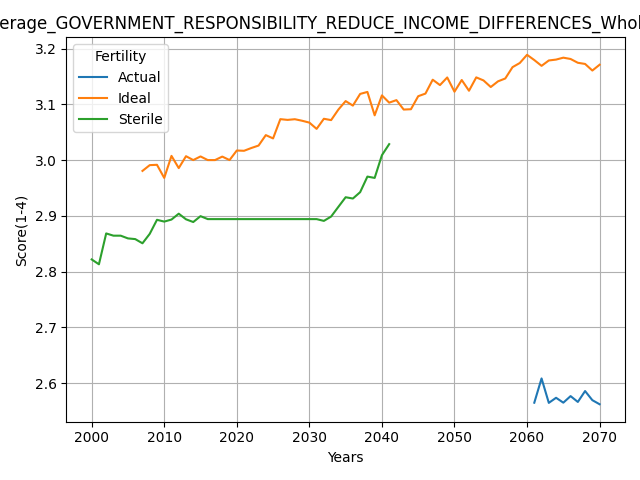 erage_GOVERNMENT_RESPONSIBILITY_REDUCE_INCOME_DIFFERENCES_Whol
Fertility
Actual
Ideal
Sterile
Score(1-4)
3.2
3.1
3.0
2.9
2.8
2.7
2.6
2000 2010 2020 2030 2040 2050 2060 2070
Years